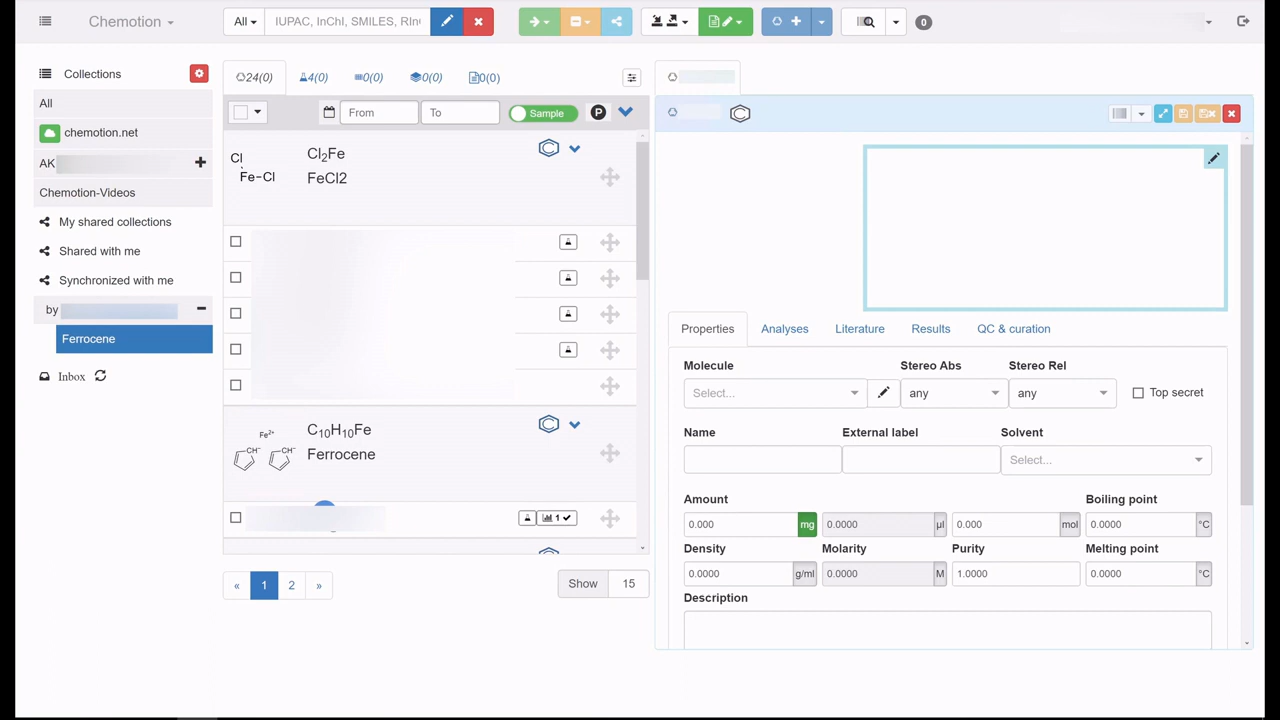 Chemotion
All
IUPAC, InChI, SMILES, RInC
0
Collections
All
chemotion.net
AK
Chemotion-Videos
My shared collections
Shared with me
Synchronized with me
by
Ferrocene
Inbox
24(0)
4(0)
0(0)
0(0)
0(0)
From
To
Sample
P
Cl
Fe-Cl
Cl2Fe
FeCl2
Fe2+
CH-
CH-
C10H10Fe
Ferrocene
1
«
1
2
»
Show
15
Properties
Analyses
Literature
Results
QC & curation
Molecule
Stereo Abs
Stereo Rel
Select...
any
any
Top secret
Name
External label
Solvent
Select...
Amount
Boiling point
0.000
mg
0.0000
µl
0.000
mol
0.0000
°C
Density
Molarity
Purity
Melting point
0.0000
g/ml
0.0000
M
1.0000
0.0000
°C
Description